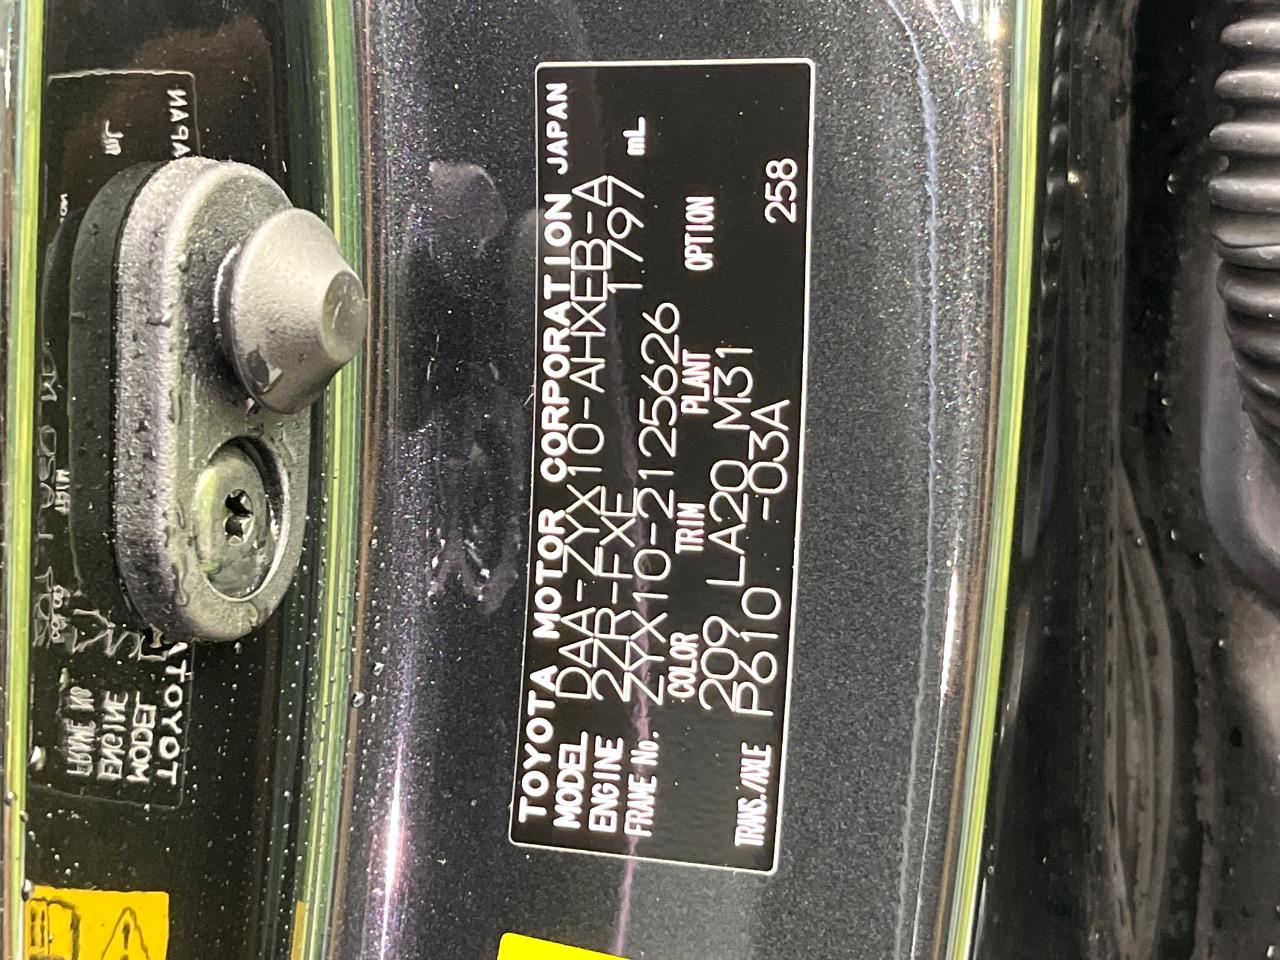 TOYOTA MOTOR CORPORATION JAPAN
MODEL DAA-ZYX10-AHXEB-A
ENGINE 2ZR-FXE 1797 mL
FRAME No. ZYX10-2125626
COLOR TRIM PLANT OPTION
209 LA20 M31
TRANS./AXLE P610 -03A 258